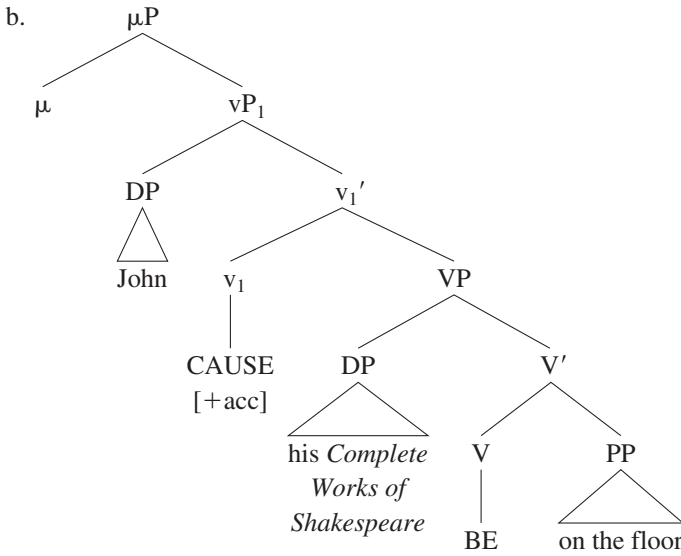 b.
μP
μ vP1
DP v1′
John v1 VP
CAUSE DP V′
[+acc]
his Complete V PP
Works of
Shakespeare
BE on the floor